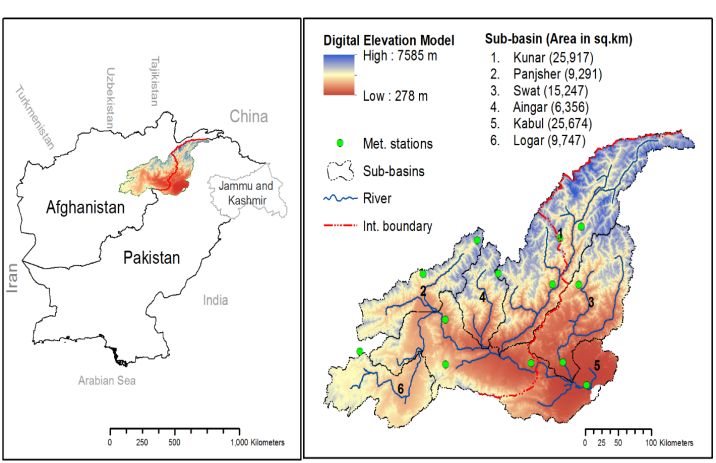 Turkmenistan
Uzbekistan
Tajikistan
China
Jammu and
Kashmir
Afghanistan
Pakistan
Iran
India
Arabian Sea
0 250 500 1,000 Kilometers
Digital Elevation Model
High : 7585 m
Low : 278 m
Met. stations
Sub-basins
River
Int. boundary
Sub-basin (Area in sq.km)
1. Kunar (25,917)
2. Panjsher (9,291)
3. Swat (15,247)
4. Aingar (6,356)
5. Kabul (25,674)
6. Logar (9,747)
1
2
4
3
5
6
0 25 50 100 Kilometers